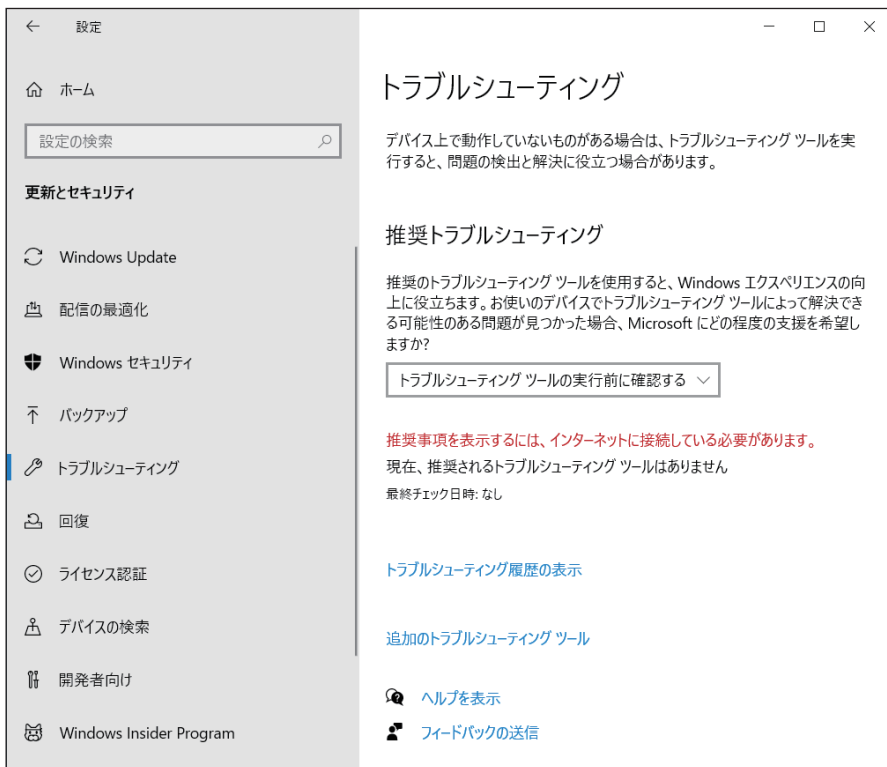 設定
ホーム
設定の検索
更新とセキュリティ
Windows Update
配信の最適化
Windows セキュリティ
バックアップ
トラブルシューティング
回復
ライセンス認証
デバイスの検索
開発者向け
Windows Insider Program
トラブルシューティング
デバイス上で動作していないものがある場合は、トラブルシューティング ツールを実
行すると、問題の検出と解決に役立つ場合があります。
推奨トラブルシューティング
推奨のトラブルシューティング ツールを使用すると、Windows エクスペリエンスの向
上に役立ちます。お使いのデバイスでトラブルシューティング ツールによって解決でき
る可能性のある問題が見つかった場合、Microsoft にどの程度の支援を希望し
ますか?
トラブルシューティング ツールの実行前に確認する
推奨事項を表示するには、インターネットに接続している必要があります。
現在、推奨されるトラブルシューティング ツールはありません
最終チェック日時: なし
トラブルシューティング履歴の表示
追加のトラブルシューティング ツール
ヘルプを表示
フィードバックの送信